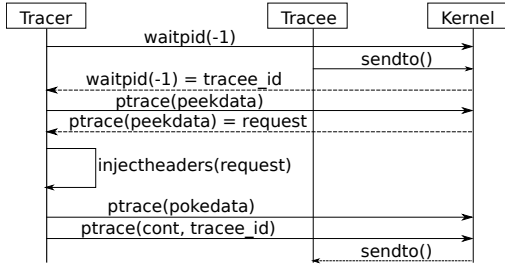 Tracer
Tracee
Kernel
waitpid(-1)
sendto()
waitpid(-1) = tracee_id
ptrace(peekdata)
ptrace(peekdata) = request
injectheaders(request)
ptrace(pokedata)
ptrace(cont, tracee_id)
sendto()